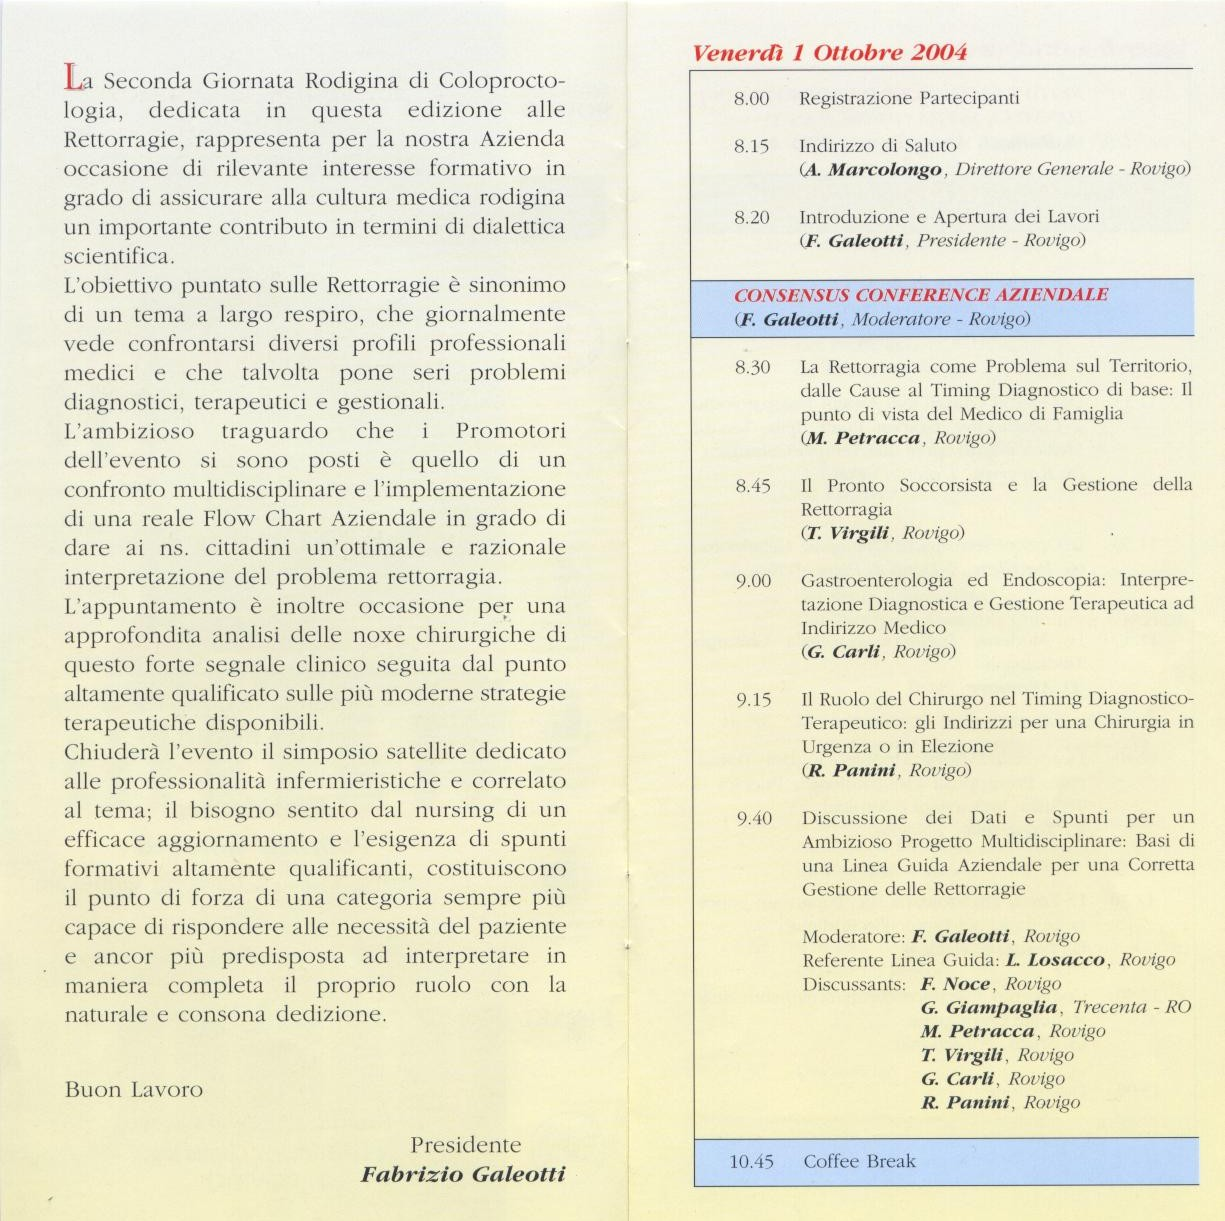 La Seconda Giornata Rodigina di Coloprocto-
logia, dedicata in questa edizione alle
Rettorragie, rappresenta per la nostra Azienda
occasione di rilevante interesse formativo in
grado di assicurare alla cultura medica rodigina
un importante contributo in termini di dialettica
scientifica.
L'obiettivo puntato sulle Rettorragie è sinonimo
di un tema a largo respiro, che giornalmente
vede confrontarsi diversi profili professionali
medici e che talvolta pone seri problemi
diagnostici, terapeutici e gestionali.
L'ambizioso traguardo che i Promotori
dell'evento si sono posti è quello di un
confronto multidisciplinare e l'implementazione
di una reale Flow Chart Aziendale in grado di
dare ai ns. cittadini un'ottimale e razionale
interpretazione del problema rettorragia.
L'appuntamento è inoltre occasione per una
approfondita analisi delle noxe chirurgiche di
questo forte segnale clinico seguita dal punto
altamente qualificato sulle più moderne strategie
terapeutiche disponibili.
Chiuderà l'evento il simposio satellite dedicato
alle professionalità infermieristiche e correlato
al tema; il bisogno sentito dal nursing di un
efficace aggiornamento e l'esigenza di spunti
formativi altamente qualificanti, costituiscono
il punto di forza di una categoria sempre più
capace di rispondere alle necessità del paziente
e ancor più predisposta ad interpretare in
maniera completa il proprio ruolo con la
naturale e consona dedizione.
Buon Lavoro
Presidente
Fabrizio Galeotti
Venerdì 1 Ottobre 2004
8.00 Registrazione Partecipanti
8.15 Indirizzo di Saluto
(A. Marcolongo, Direttore Generale - Rovigo)
8.20 Introduzione e Apertura dei Lavori
(F. Galeotti, Presidente - Rovigo)
CONSENSUS CONFERENCE AZIENDALE
(F. Galeotti, Moderatore - Rovigo)
8.30 La Rettorragia come Problema sul Territorio,
dalle Cause al Timing Diagnostico di base: Il
punto di vista del Medico di Famiglia
(M. Petracca, Rovigo)
8.45 Il Pronto Soccorsista e la Gestione della
Rettorragia
(T. Virgili, Rovigo)
9.00 Gastroenterologia ed Endoscopia: Interpre-
tazione Diagnostica e Gestione Terapeutica ad
Indirizzo Medico
(G. Carli, Rovigo)
9.15 Il Ruolo del Chirurgo nel Timing Diagnostico-
Terapeutico: gli Indirizzi per una Chirurgia in
Urgenza o in Elezione
(R. Panini, Rovigo)
9.40 Discussione dei Dati e Spunti per un
Ambizioso Progetto Multidisciplinare: Basi di
una Linea Guida Aziendale per una Corretta
Gestione delle Rettorragie
Moderatore: F. Galeotti, Rovigo
Referente Linea Guida: L. Losacco, Rovigo
Discussants: F. Noce, Rovigo
G. Giampaglia, Trecenta - RO
M. Petracca, Rovigo
T. Virgili, Rovigo
G. Carli, Rovigo
R. Panini, Rovigo
10.45 Coffee Break